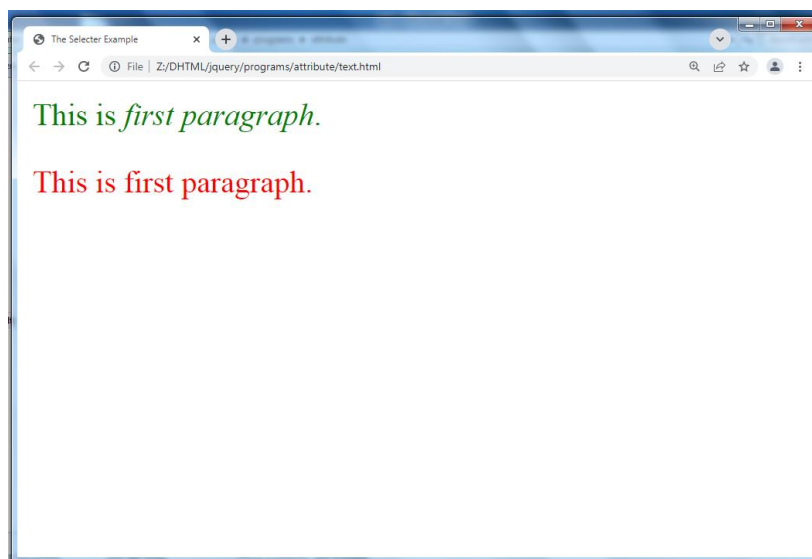 The Selecter Example
File | Z:/DHTML/jquery/programs/attribute/text.html
This is first paragraph.
This is first paragraph.